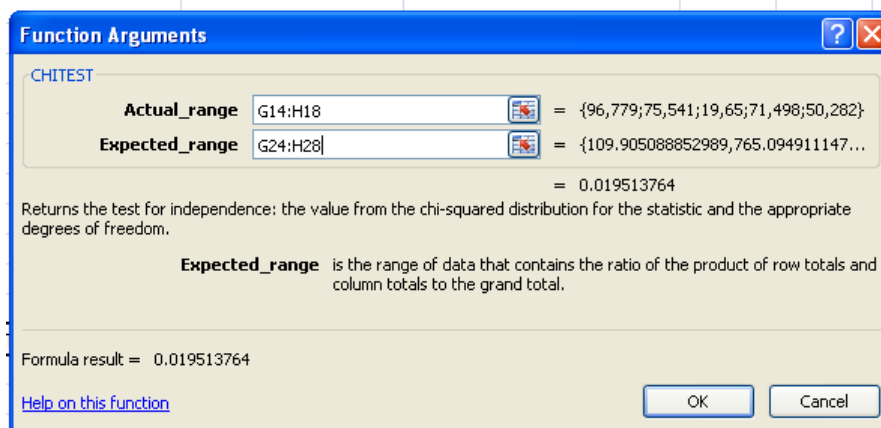 Function Arguments
CHITEST
Actual_range G14:H18 = {96,779;75,541;19,65;71,498;50,282}
Expected_range G24:H28 = {109.905088852989,765.094911147...
= 0.019513764
Returns the test for independence: the value from the chi-squared distribution for the statistic and the appropriate
degrees of freedom.
Expected_range is the range of data that contains the ratio of the product of row totals and
column totals to the grand total.
Formula result = 0.019513764
Help on this function OK Cancel